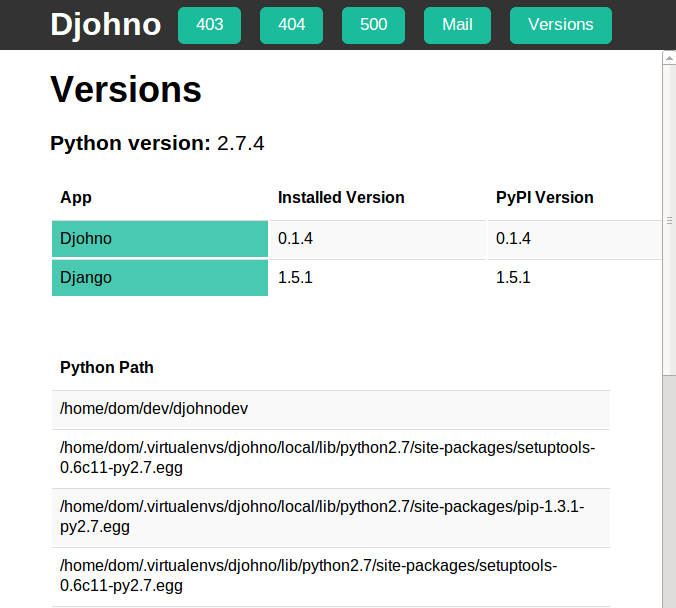 Djohno 403 404 500 Mail Versions
Versions
Python version: 2.7.4
App Installed Version PyPI Version
Djohno 0.1.4 0.1.4
Django 1.5.1 1.5.1
Python Path
/home/dom/dev/djohnodev
/home/dom/.virtualenvs/djohno/local/lib/python2.7/site-packages/setuptools-
0.6c11-py2.7.egg
/home/dom/.virtualenvs/djohno/local/lib/python2.7/site-packages/pip-1.3.1-
py2.7.egg
/home/dom/.virtualenvs/djohno/lib/python2.7/site-packages/setuptools-
0.6c11-py2.7.egg